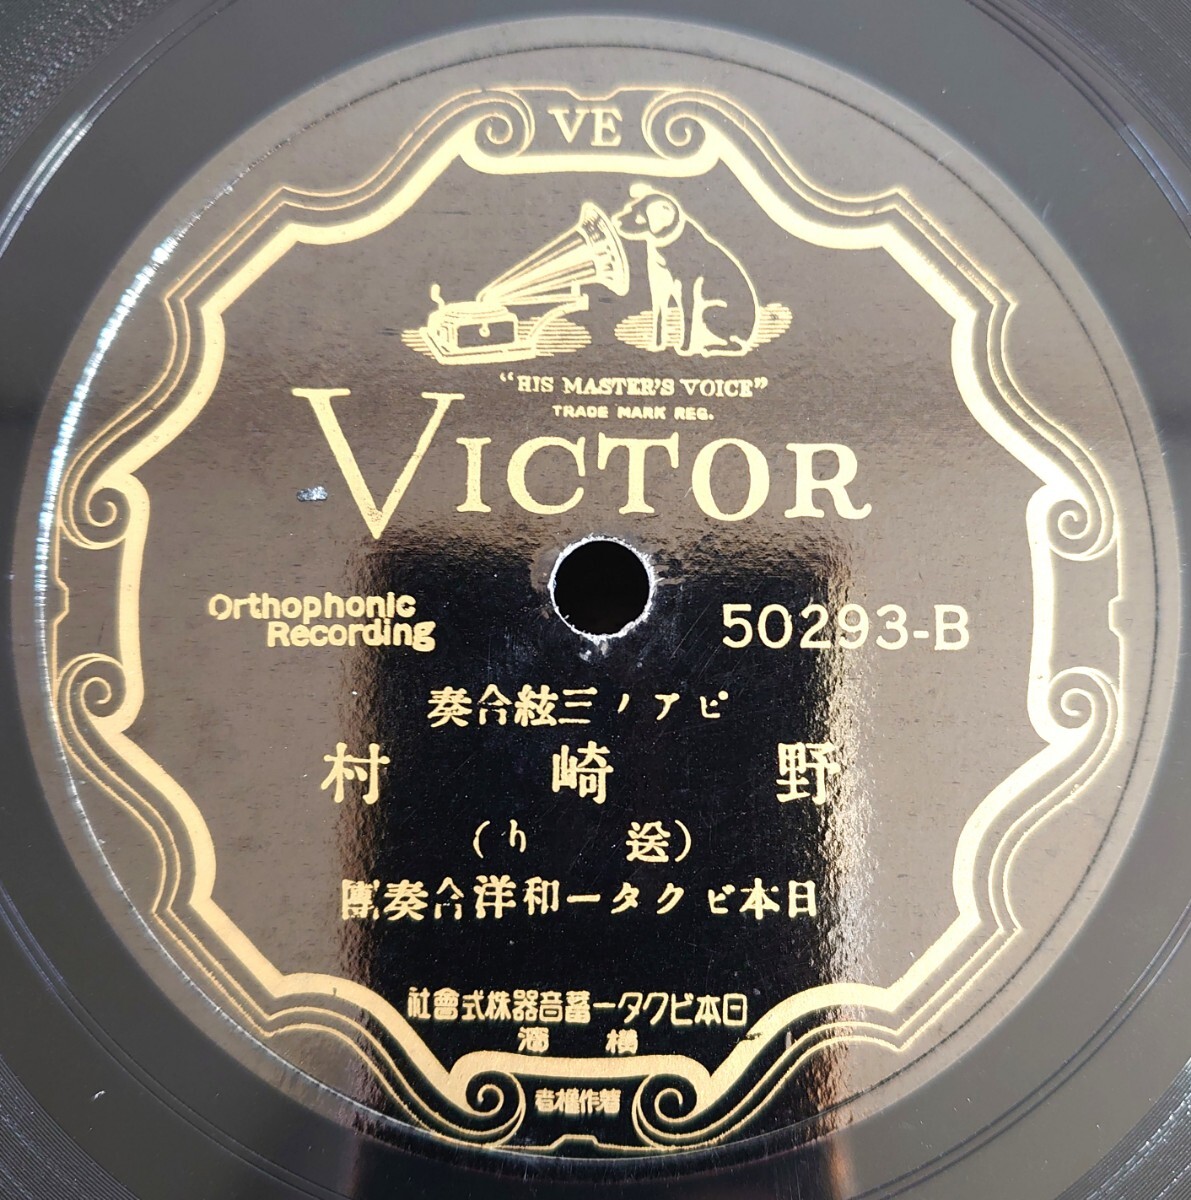 VE
"HIS MASTER'S VOICE"
TRADE MARK REG.
VICTOR
Orthophonic
Recording
50293-B
ピアノ三絃合奏
野崎村
(送り)
日本ビクター和洋合奏團
日本ビクター蓄音器株式會社
横濱
著作權者